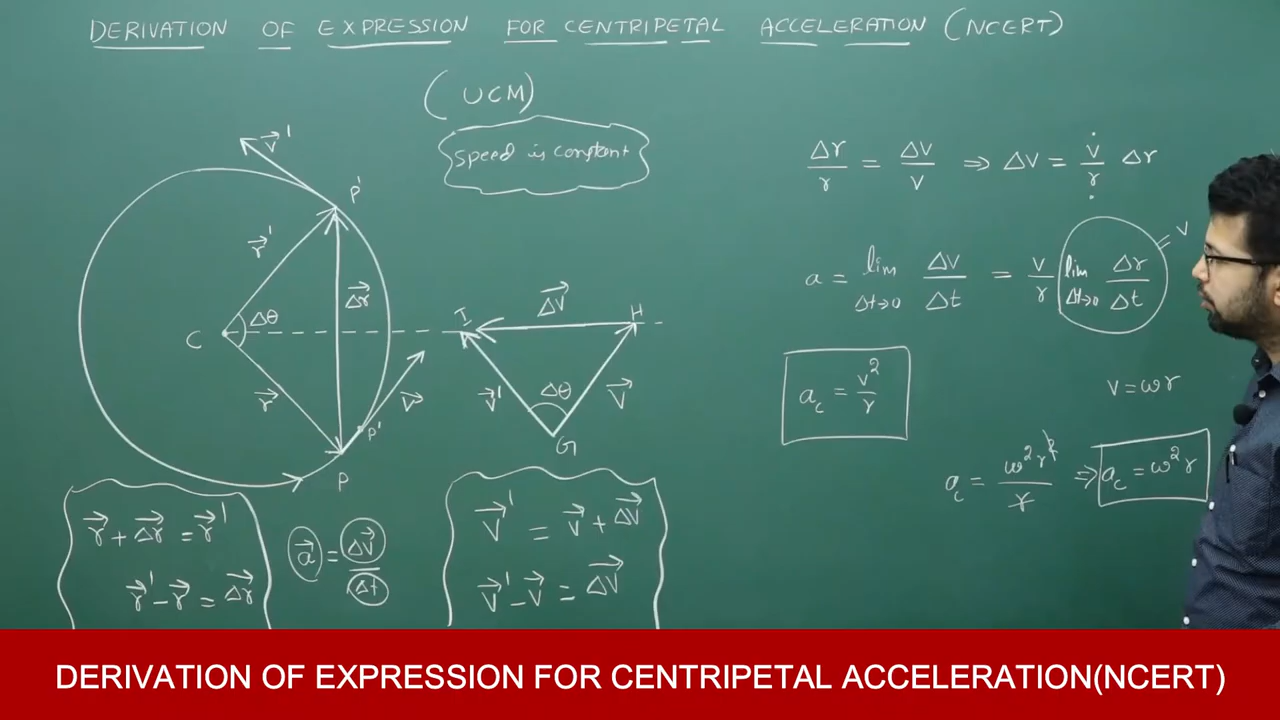 DERIVATION OF EXPRESSION FOR CENTRIPETAL ACCELERATION (NCERT)
(UCM)
Speed is constant
v⃗'
P'
r⃗'
Δr⃗
C
Δθ
r⃗
v⃗
P'
P
I
Δv⃗
H
v⃗'
Δθ
v⃗
G
r⃗ + Δr⃗ = r⃗'
r⃗' - r⃗ = Δr⃗
a⃗ = Δv⃗/Δt
v⃗' = v⃗ + Δv⃗
v⃗' - v⃗ = Δv⃗
Δr/r = Δv/v ⇒ Δv = v/r Δr
a = lim Δt→0 Δv/Δt = v/r lim Δt→0 Δr/Δt = v
a_c = v²/r
v = ωr
a_c = ω²r²/r ⇒ a_c = ω²r
DERIVATION OF EXPRESSION FOR CENTRIPETAL ACCELERATION(NCERT)